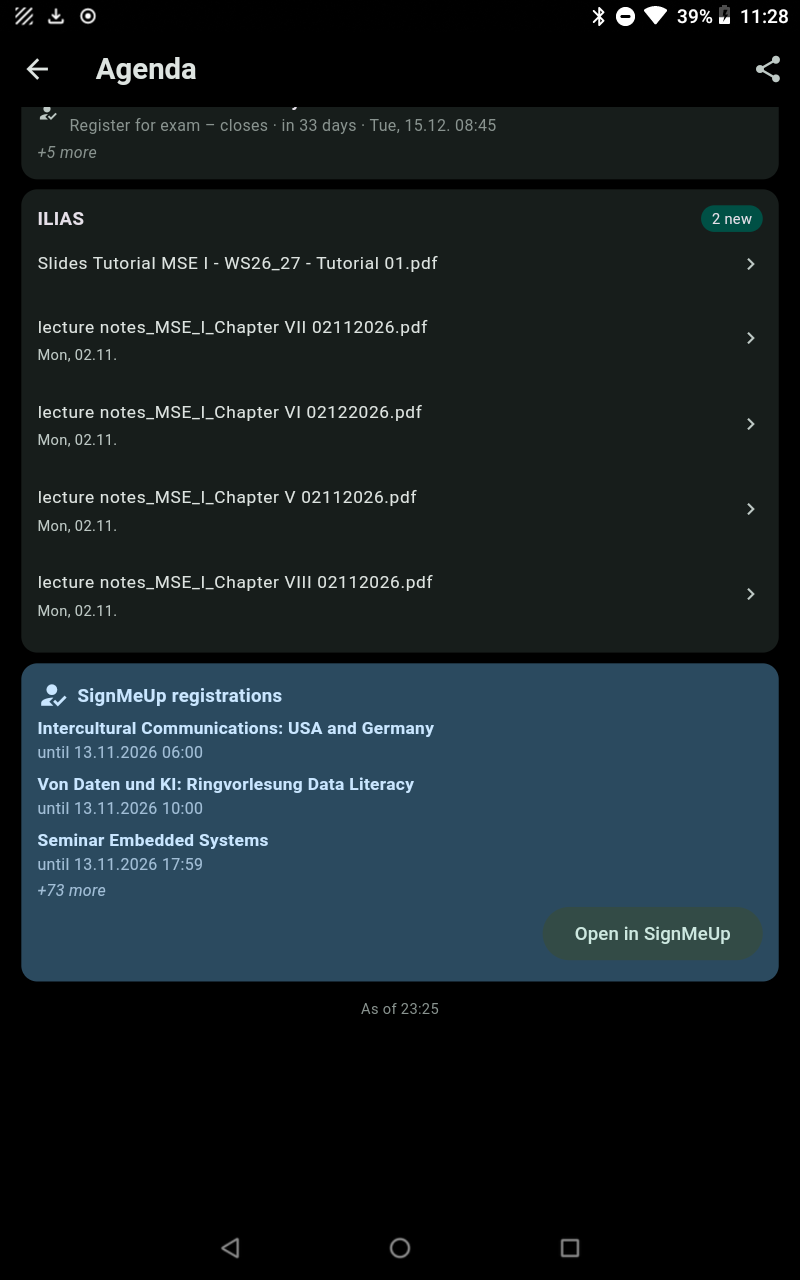 39% 11:28
Agenda
Register for exam – closes · in 33 days · Tue, 15.12. 08:45
+5 more
ILIAS
2 new
Slides Tutorial MSE I - WS26_27 - Tutorial 01.pdf
lecture notes_MSE_I_Chapter VII 02112026.pdf
Mon, 02.11.
lecture notes_MSE_I_Chapter VI 02122026.pdf
Mon, 02.11.
lecture notes_MSE_I_Chapter V 02112026.pdf
Mon, 02.11.
lecture notes_MSE_I_Chapter VIII 02112026.pdf
Mon, 02.11.
SignMeUp registrations
Intercultural Communications: USA and Germany
until 13.11.2026 06:00
Von Daten und KI: Ringvorlesung Data Literacy
until 13.11.2026 10:00
Seminar Embedded Systems
until 13.11.2026 17:59
+73 more
Open in SignMeUp
As of 23:25